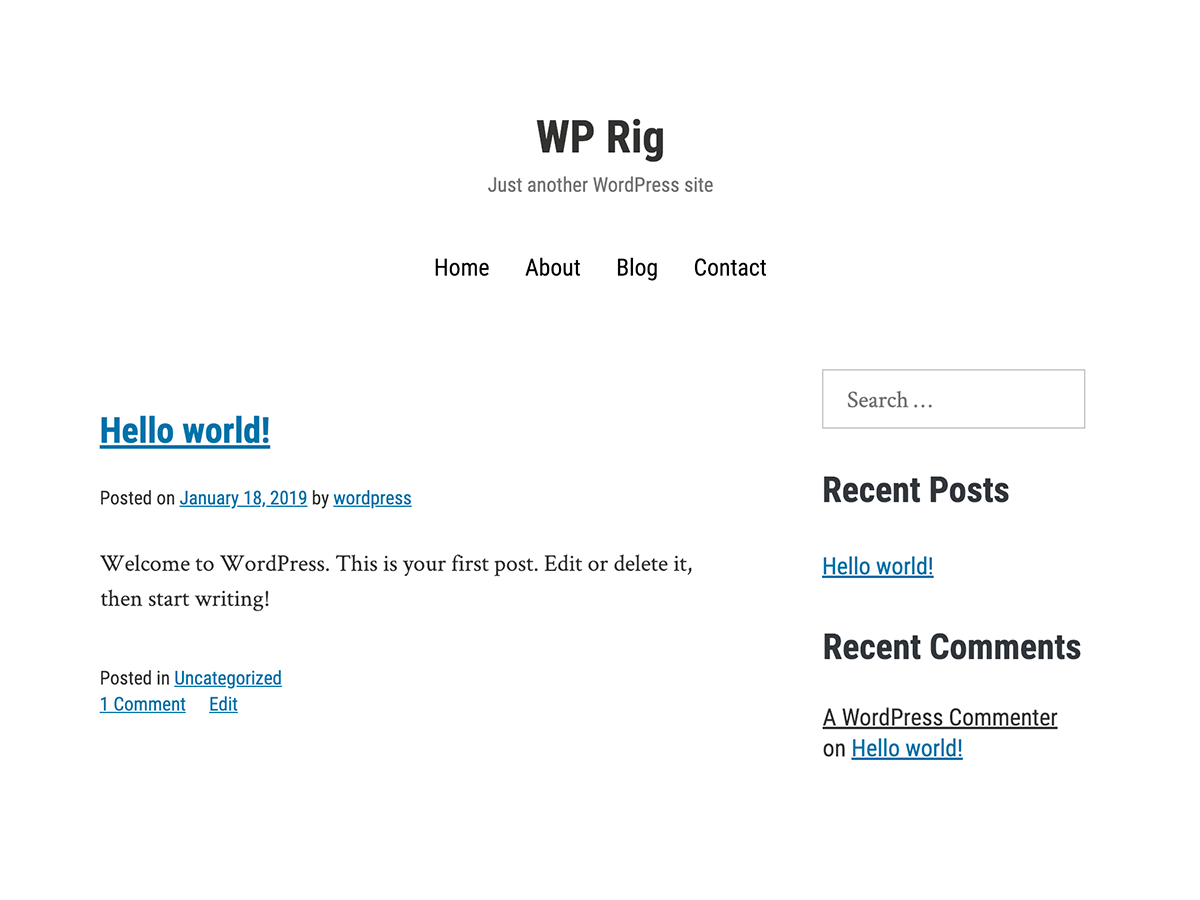 WP Rig
Just another WordPress site
Home About Blog Contact
Hello world!
Posted on January 18, 2019 by wordpress
Welcome to WordPress. This is your first post. Edit or delete it,
then start writing!
Posted in Uncategorized
1 Comment Edit
Search …
Recent Posts
Hello world!
Recent Comments
A WordPress Commenter
on Hello world!